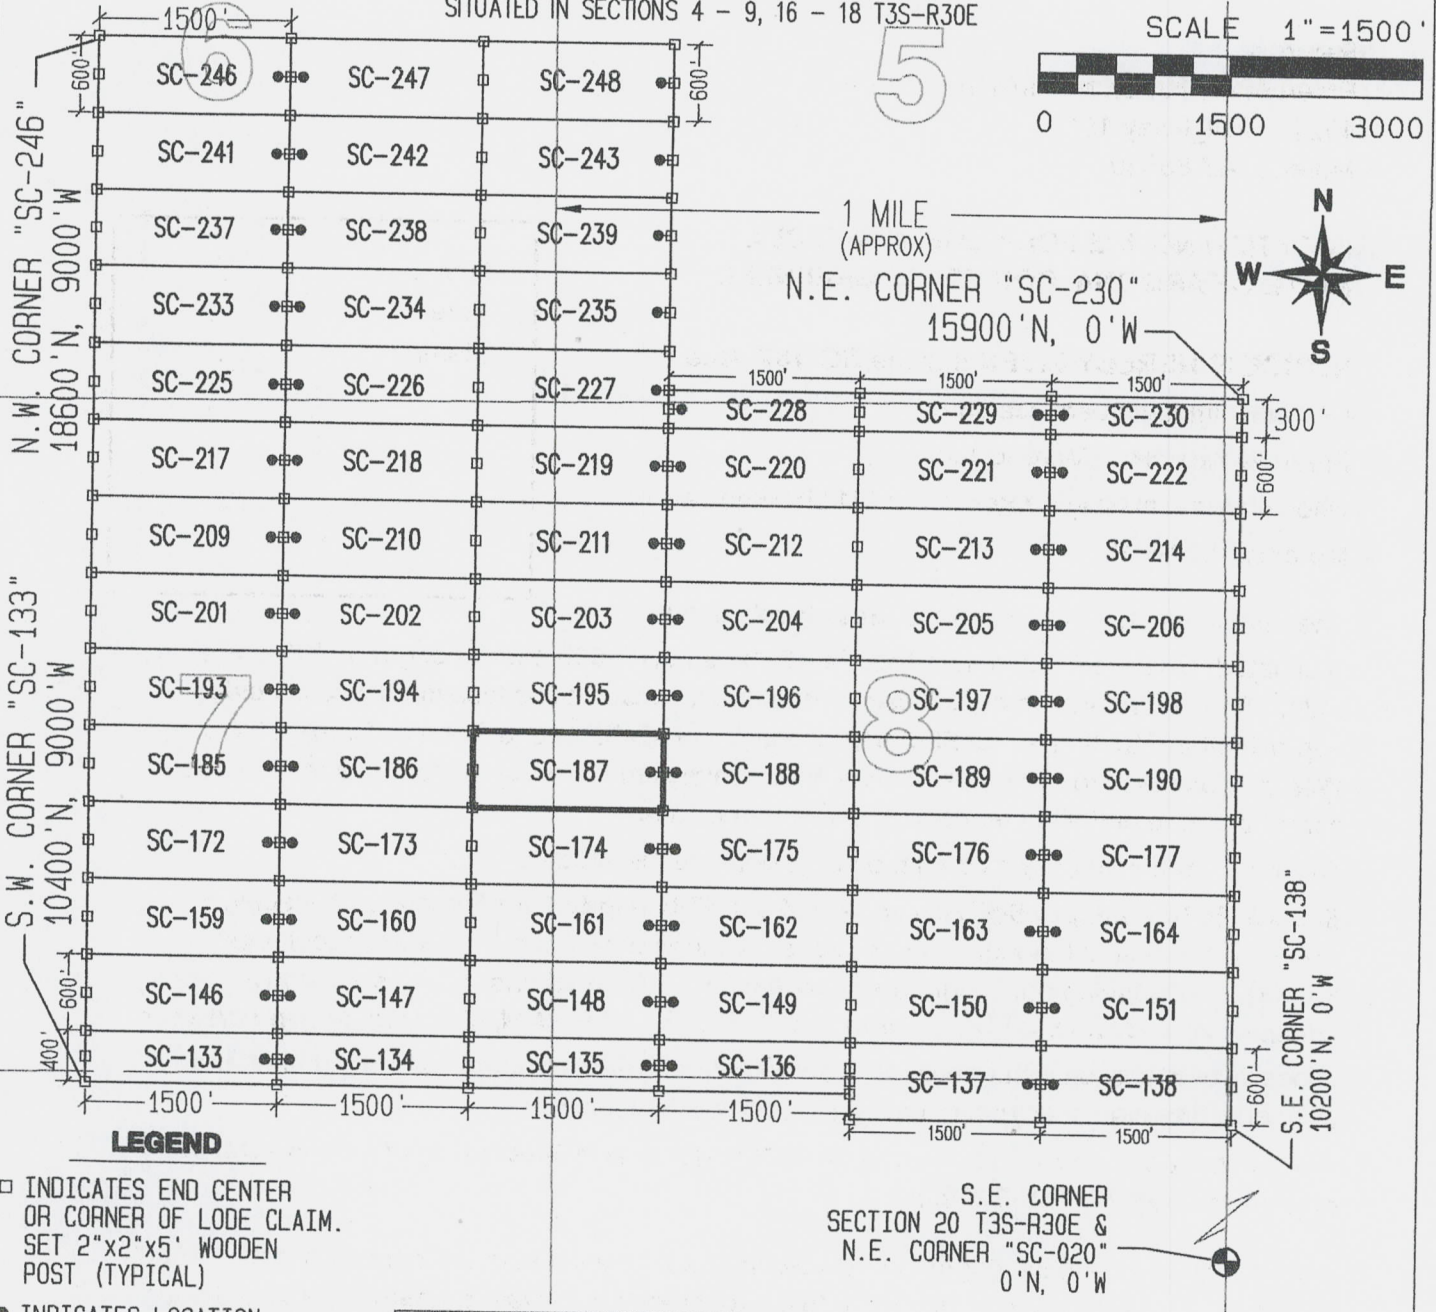 SITUATED IN SECTIONS 4 - 9, 16 - 18 T3S-R30E
SCALE 1"=1500'
0 1500 3000
1500'
6
5
600'
600'
SC-246 SC-247 SC-248
SC-241 SC-242 SC-243
SC-237 SC-238 SC-239
SC-233 SC-234 SC-235
SC-225 SC-226 SC-227
1 MILE
(APPROX)
N
W E
S
N.E. CORNER "SC-230"
15900'N, 0'W
N.W. CORNER "SC-246"
18600'N, 9000'W
1500' 1500' 1500'
SC-228 SC-229 SC-230
300'
SC-217 SC-218 SC-219 SC-220 SC-221 SC-222
600'
SC-209 SC-210 SC-211 SC-212 SC-213 SC-214
SC-201 SC-202 SC-203 SC-204 SC-205 SC-206
SC-193 SC-194 SC-195 SC-196 SC-197 SC-198
7
8
SC-185 SC-186 SC-187 SC-188 SC-189 SC-190
SC-172 SC-173 SC-174 SC-175 SC-176 SC-177
SC-159 SC-160 SC-161 SC-162 SC-163 SC-164
SC-146 SC-147 SC-148 SC-149 SC-150 SC-151
SC-133 SC-134 SC-135 SC-136 SC-137 SC-138
S.W. CORNER "SC-133"
10400'N, 9000'W
600'
400'
600'
S.E. CORNER "SC-138"
10200'N, 0'W
1500' 1500' 1500' 1500' 1500' 1500'
LEGEND
INDICATES END CENTER
OR CORNER OF LODE CLAIM.
SET 2"x2"x5' WOODEN
POST (TYPICAL)
INDICATES LOCATION
S.E. CORNER
SECTION 20 T3S-R30E &
N.E. CORNER "SC-020"
0'N, 0'W